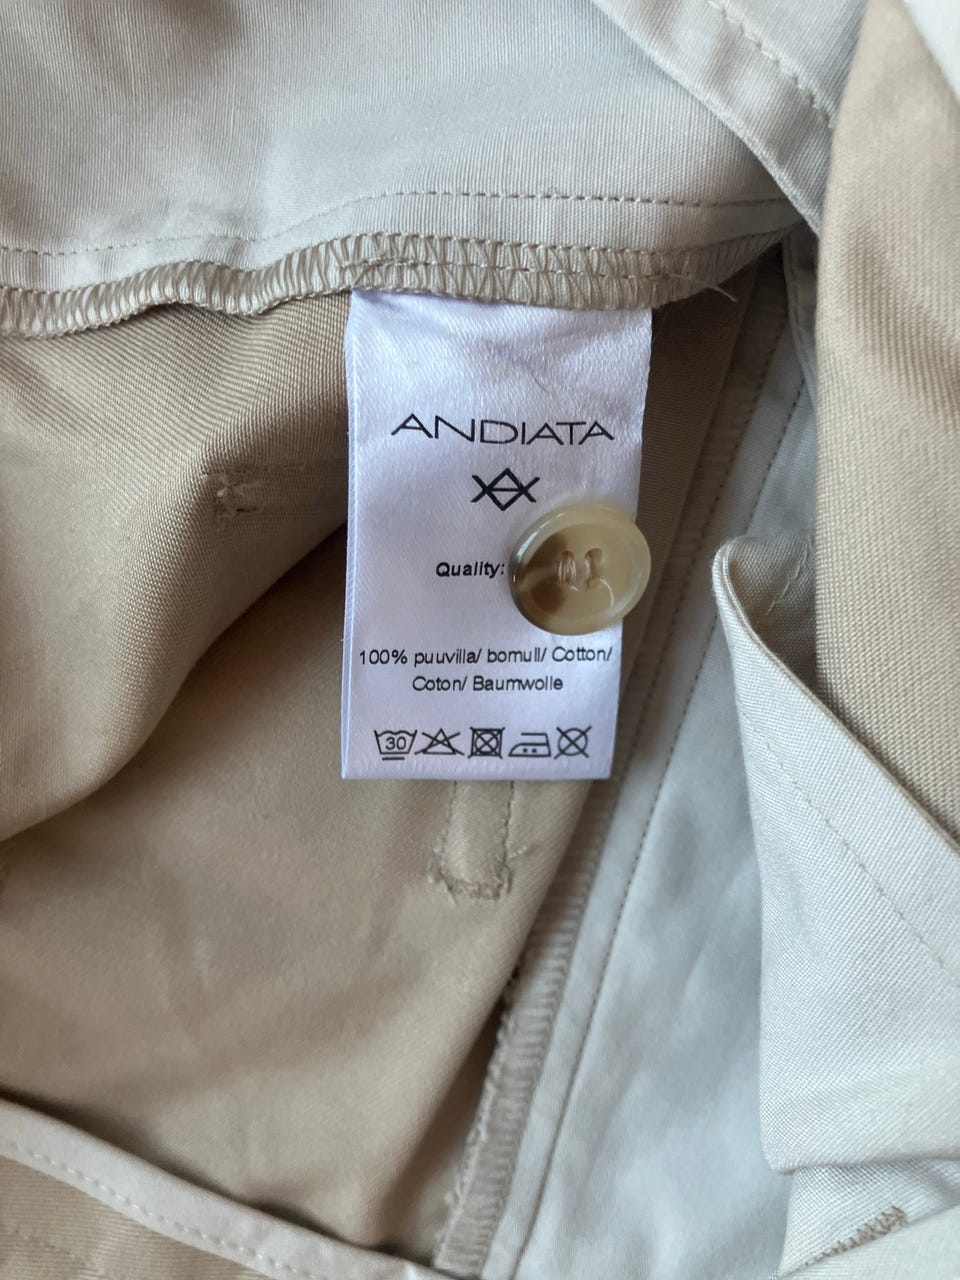 ANDIATA
Quality:
100% puuvilla/ bomull/ Cotton/
Coton/ Baumwolle
30